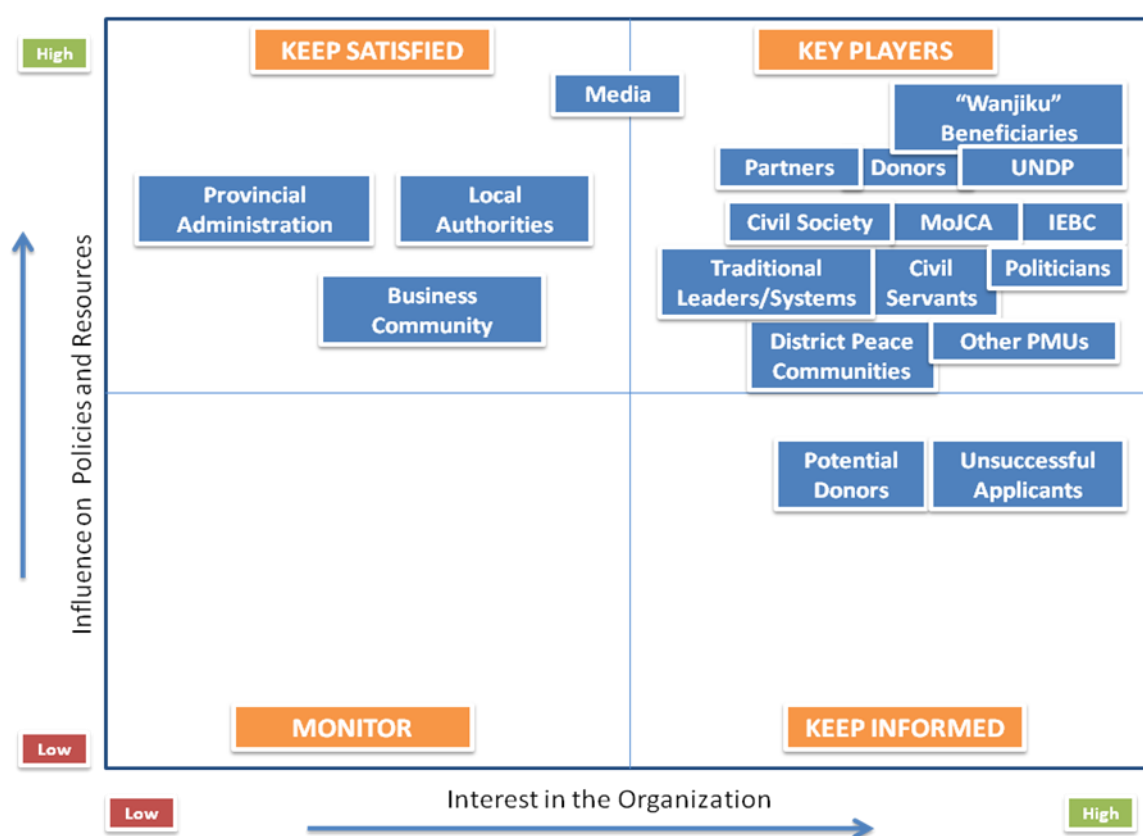 High
KEEP SATISFIED
KEY PLAYERS
Media
“Wanjiku”
Beneficiaries
Partners
Donors
UNDP
Provincial
Administration
Local
Authorities
Civil Society
MoJCA
IEBC
Traditional
Leaders/Systems
Civil
Servants
Politicians
Business
Community
District Peace
Communities
Other PMUs
Influence on Policies and Resources
Potential
Donors
Unsuccessful
Applicants
MONITOR
KEEP INFORMED
Low
Low
Interest in the Organization
High